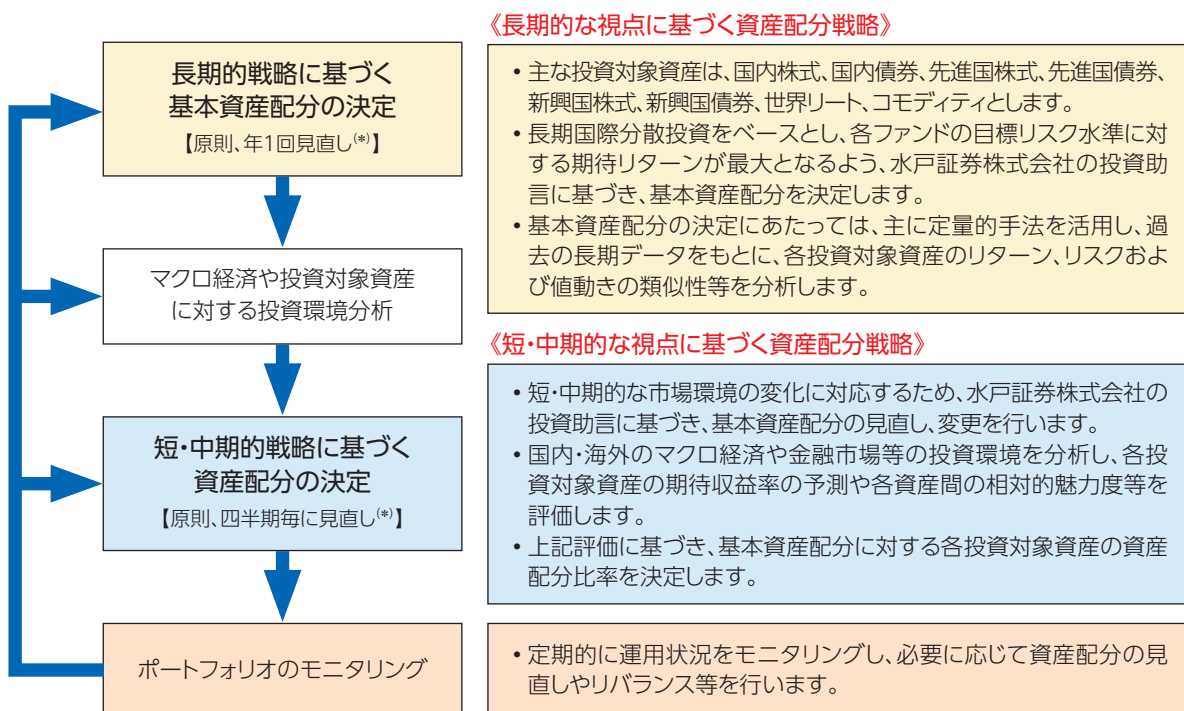 長期的戦略に基づく
基本資産配分の決定
【原則、年1回見直し(*)】
《長期的な視点に基づく資産配分戦略》
• 主な投資対象資産は、国内株式、国内債券、先進国株式、先進国債券、
新興国株式、新興国債券、世界リート、コモディティとします。
• 長期国際分散投資をベースとし、各ファンドの目標リスク水準に対
する期待リターンが最大となるよう、水戸証券株式会社の投資助
言に基づき、基本資産配分を決定します。
• 基本資産配分の決定にあたっては、主に定量的手法を活用し、過
去の長期データをもとに、各投資対象資産のリターン、リスクおよ
び値動きの類似性等を分析します。
マクロ経済や投資対象資産
に対する投資環境分析
短・中期的戦略に基づく
資産配分の決定
【原則、四半期毎に見直し(*)】
《短・中期的な視点に基づく資産配分戦略》
• 短・中期的な市場環境の変化に対応するため、水戸証券株式会社の
投資助言に基づき、基本資産配分の見直し、変更を行います。
• 国内・海外のマクロ経済や金融市場等の投資環境を分析し、各投
資対象資産の期待収益率の予測や各資産間の相対的魅力度等を
評価します。
• 上記評価に基づき、基本資産配分に対する各投資対象資産の資産
配分比率を決定します。
ポートフォリオのモニタリング
• 定期的に運用状況をモニタリングし、必要に応じて資産配分の見
直しやリバランス等を行います。